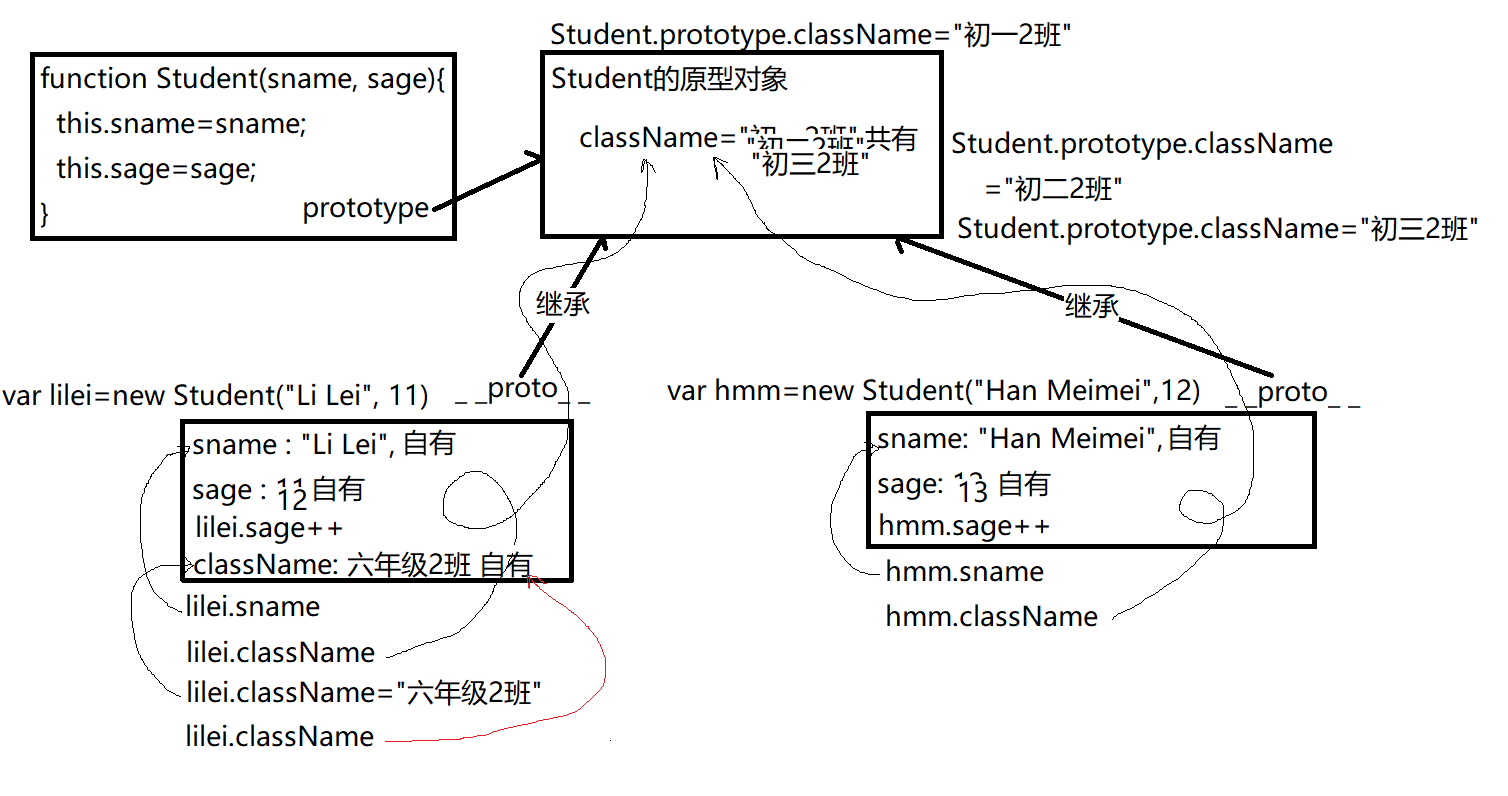 Student.prototype.className="初一2班"
function Student(sname, sage){
this.sname=sname;
this.sage=sage;
}
prototype
Student的原型对象
className="初一2班"共有
"初三2班"
Student.prototype.className
="初二2班"
Student.prototype.className="初三2班"
继承
继承
var lilei=new Student("Li Lei", 11)
_ _proto_ _
sname : "Li Lei", 自有
sage : 12 自有
lilei.sage++
className: 六年级2班 自有
lilei.sname
lilei.className
lilei.className="六年级2班"
lilei.className
var hmm=new Student("Han Meimei",12)
_ _proto_ _
sname: "Han Meimei",自有
sage: 13 自有
hmm.sage++
hmm.sname
hmm.className